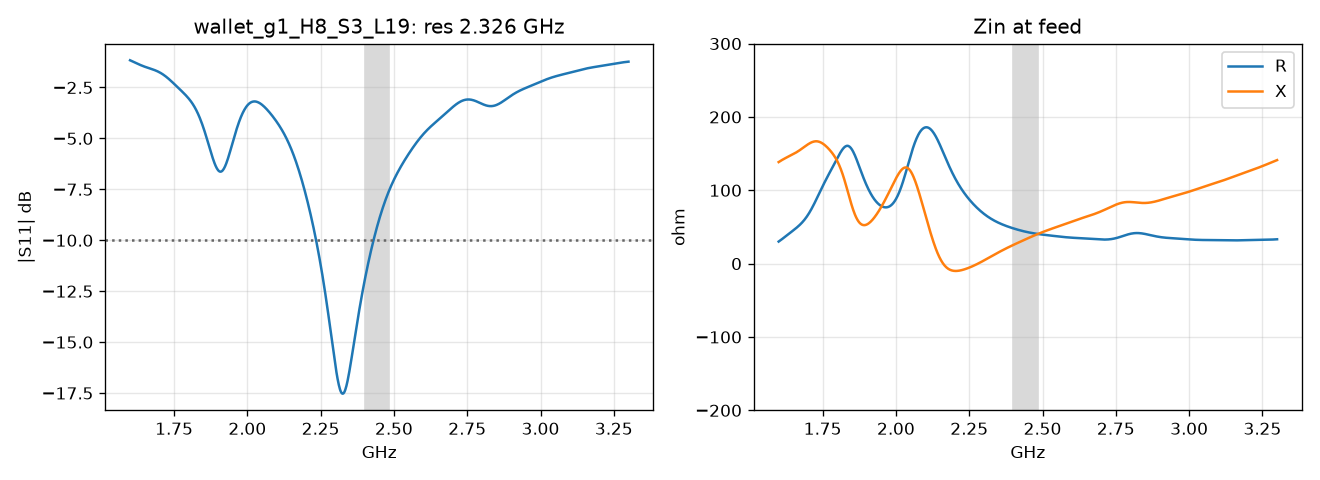 wallet_g1_H8_S3_L19: res 2.326 GHz
|S11| dB
−2.5
−5.0
−7.5
−10.0
−12.5
−15.0
−17.5
1.75 2.00 2.25 2.50 2.75 3.00 3.25
GHz
Zin at feed
ohm
300
200
100
0
−100
−200
R
X
1.75 2.00 2.25 2.50 2.75 3.00 3.25
GHz